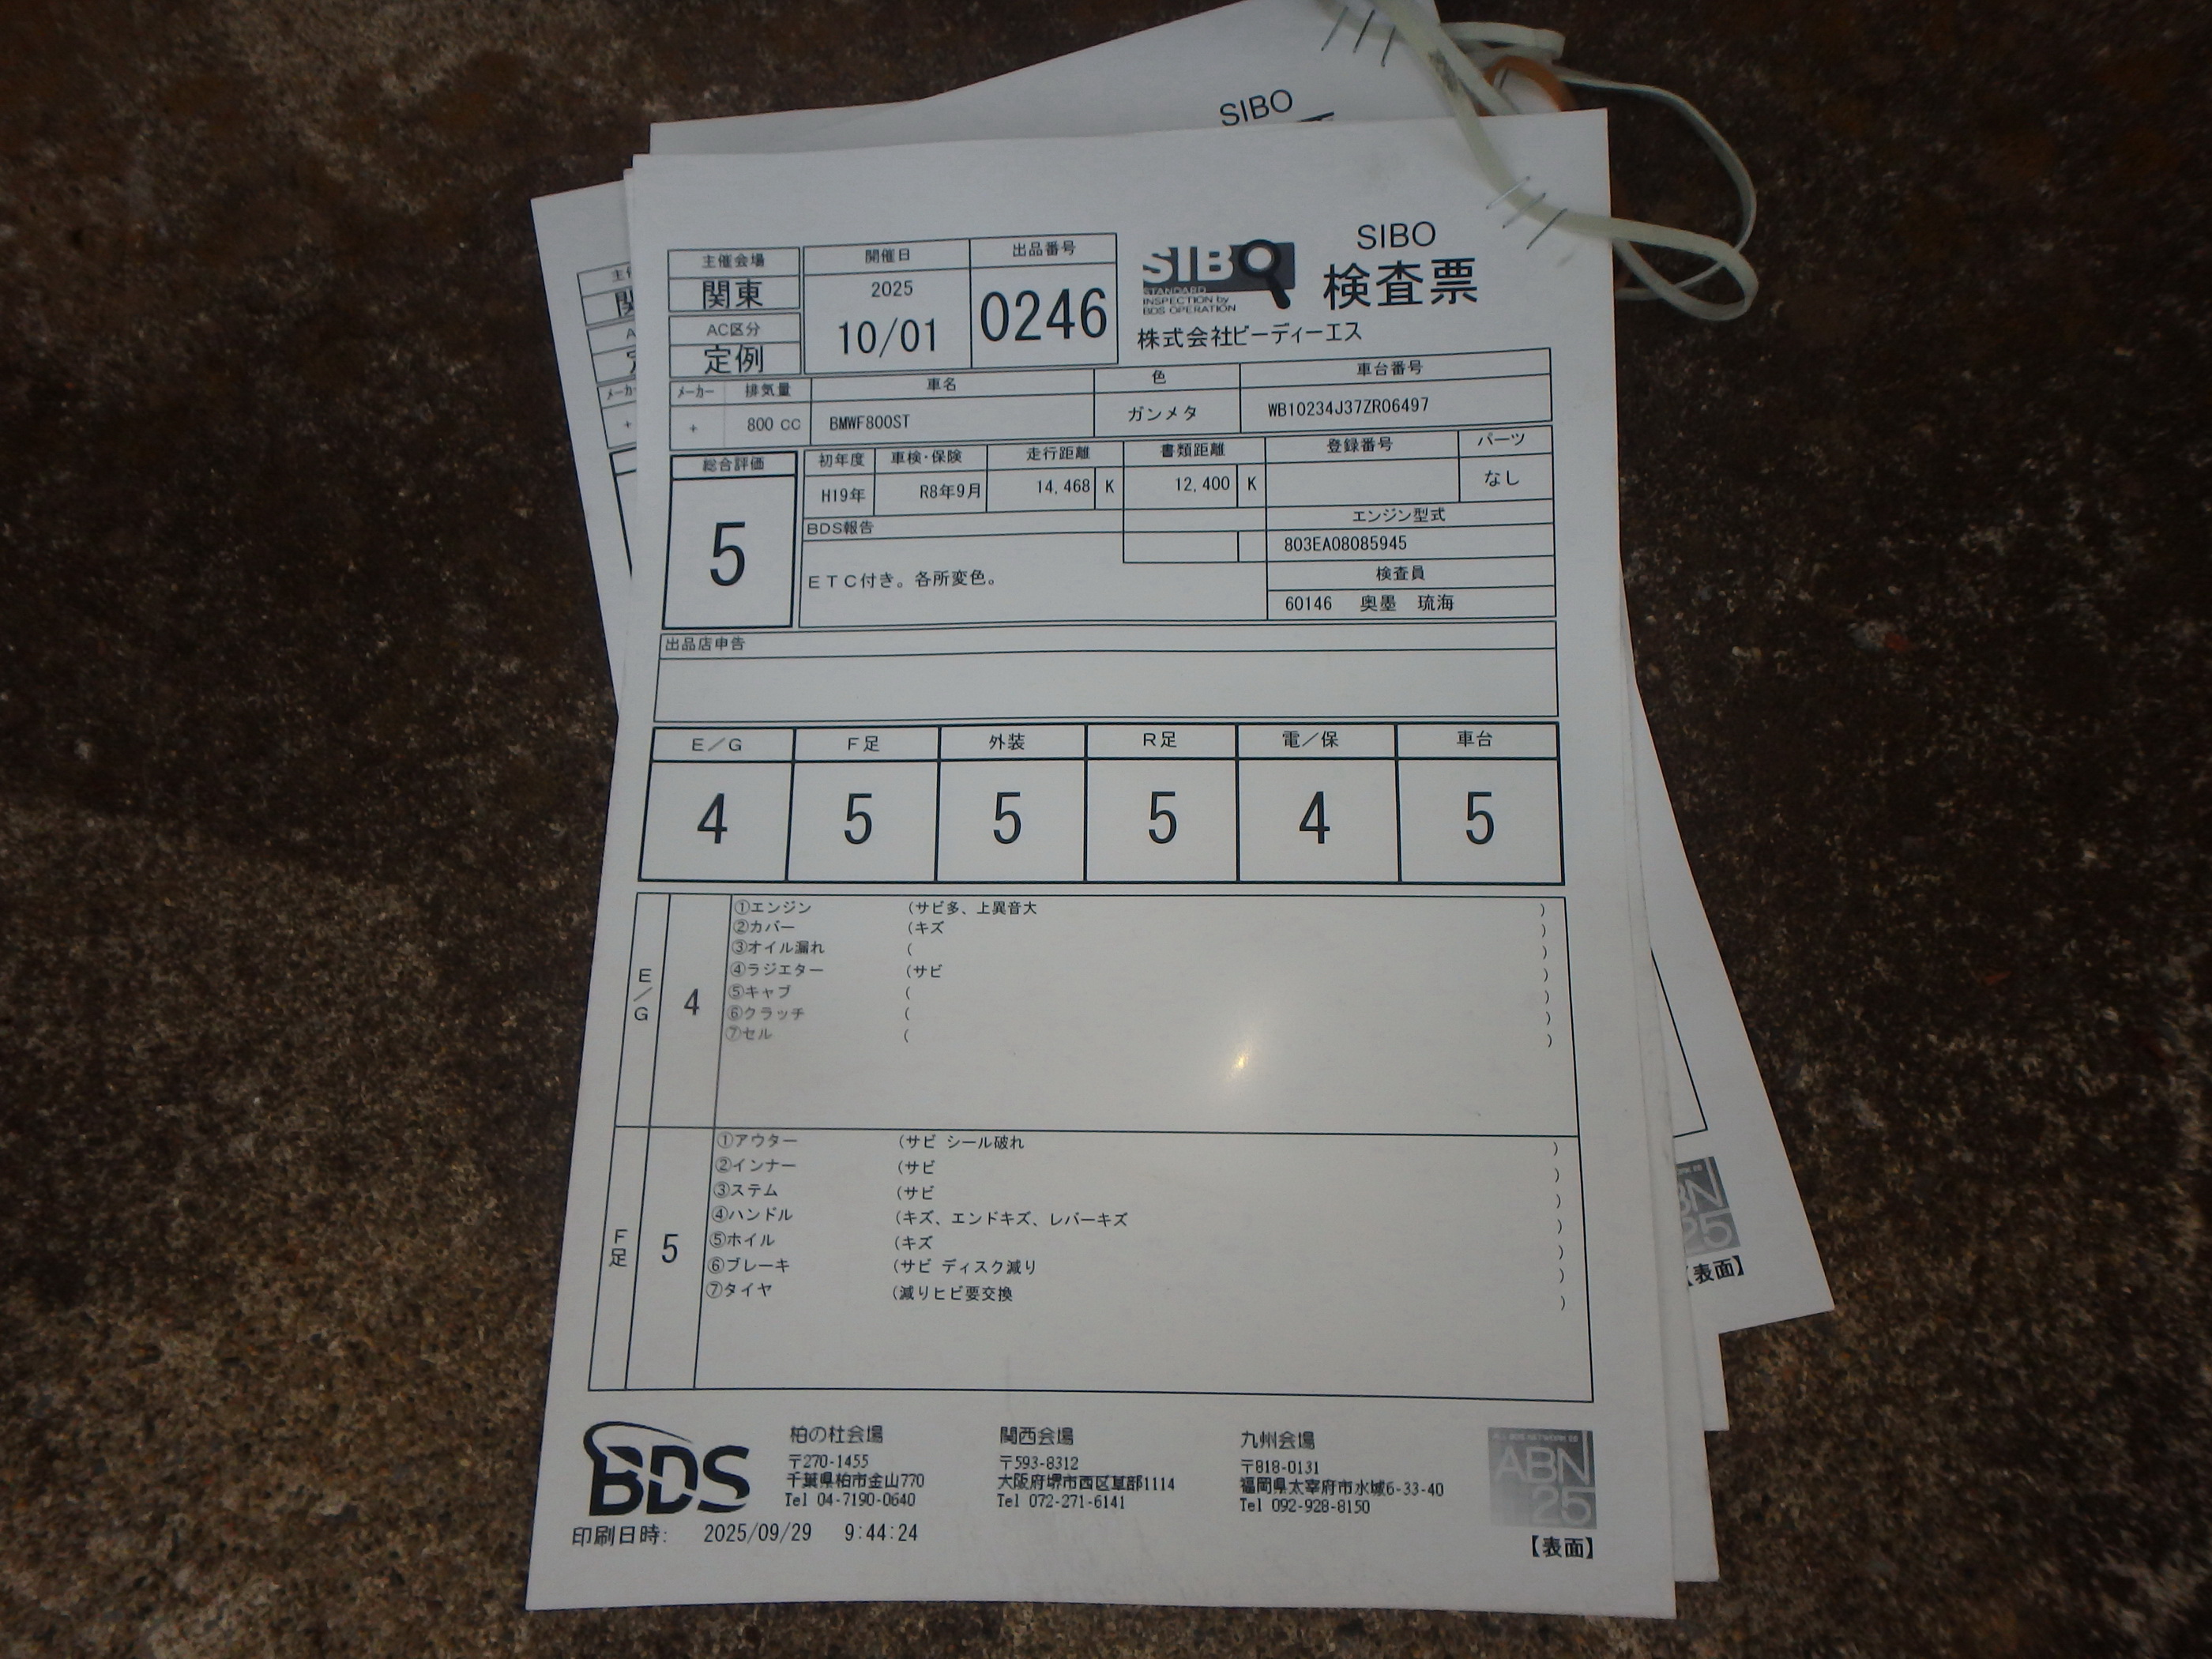 SIBO
主催会場
関東
AC区分
定例
開催日
2025
10/01
出品番号
0246
SIBO
STANDARD
INSPECTION by
BDS OPERATION
SIBO
検査票
株式会社ビーディーエス
メーカー 排気量 車名 色 車台番号
+ 800 CC BMWF800ST ガンメタ WB10234J37ZR06497
総合評価
5
初年度 車検・保険 走行距離 書類距離 登録番号 パーツ
H19年 R8年9月 14,468 K 12,400 K なし
BDS報告
ETC付き。各所変色。
エンジン型式
803EA08085945
検査員
60146 奥墨 琉海
出品店申告
E/G F足 外装 R足 電/保 車台
4 5 5 5 4 5
E/G 4
①エンジン (サビ多、上異音大 )
②カバー (キズ )
③オイル漏れ ( )
④ラジエター (サビ )
⑤キャブ ( )
⑥クラッチ ( )
⑦セル ( )
F足 5
①アウター (サビ シール破れ )
②インナー (サビ )
③ステム (サビ )
④ハンドル (キズ、エンドキズ、レバーキズ )
⑤ホイル (キズ )
⑥ブレーキ (サビ ディスク減り )
⑦タイヤ (減りヒビ要交換 )
BDS
柏の杜会場
〒270-1455
千葉県柏市金山770
Tel 04-7190-0640
関西会場
〒593-8312
大阪府堺市西区草部1114
Tel 072-271-6141
九州会場
〒818-0131
福岡県太宰府市水城6-33-40
Tel 092-928-8150
ALL BDS NETWORK 25
ABN
25
印刷日時: 2025/09/29 9:44:24
【表面】
【表面】